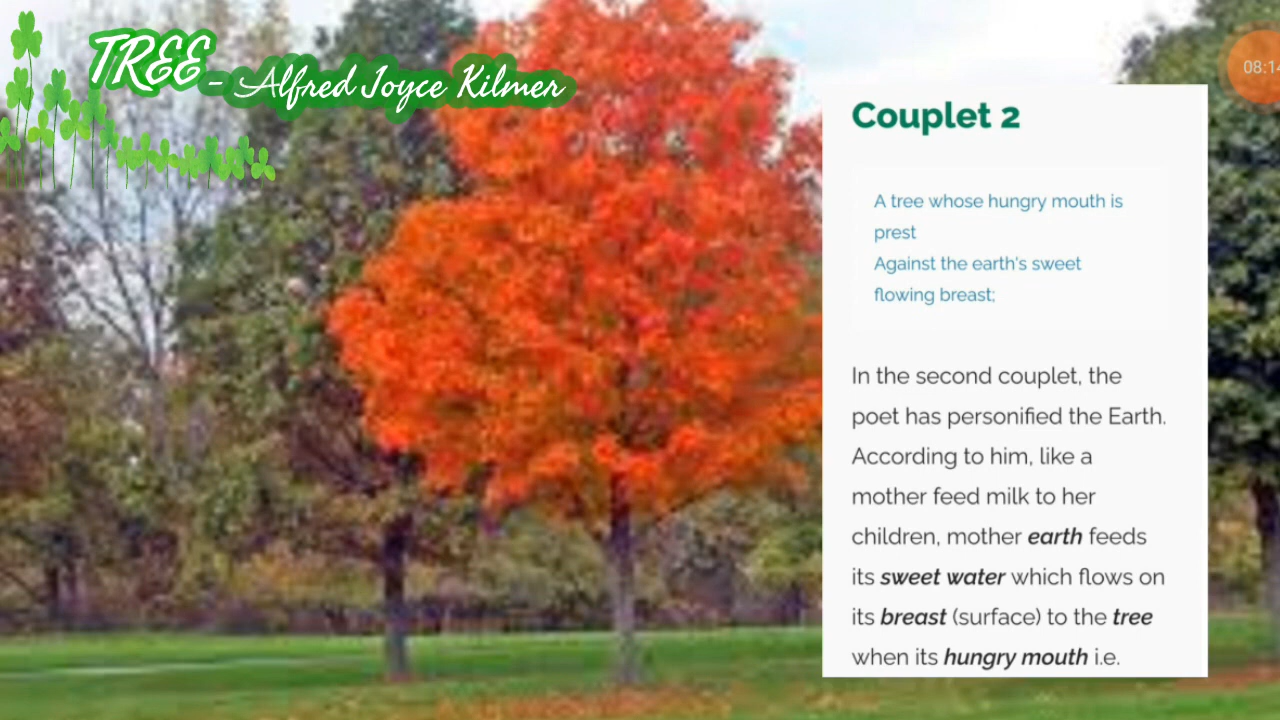 TREE - Alfred Joyce Kilmer
08:14
Couplet 2
A tree whose hungry mouth is
prest
Against the earth's sweet
flowing breast;
In the second couplet, the
poet has personified the Earth.
According to him, like a
mother feed milk to her
children, mother earth feeds
its sweet water which flows on
its breast (surface) to the tree
when its hungry mouth i.e.